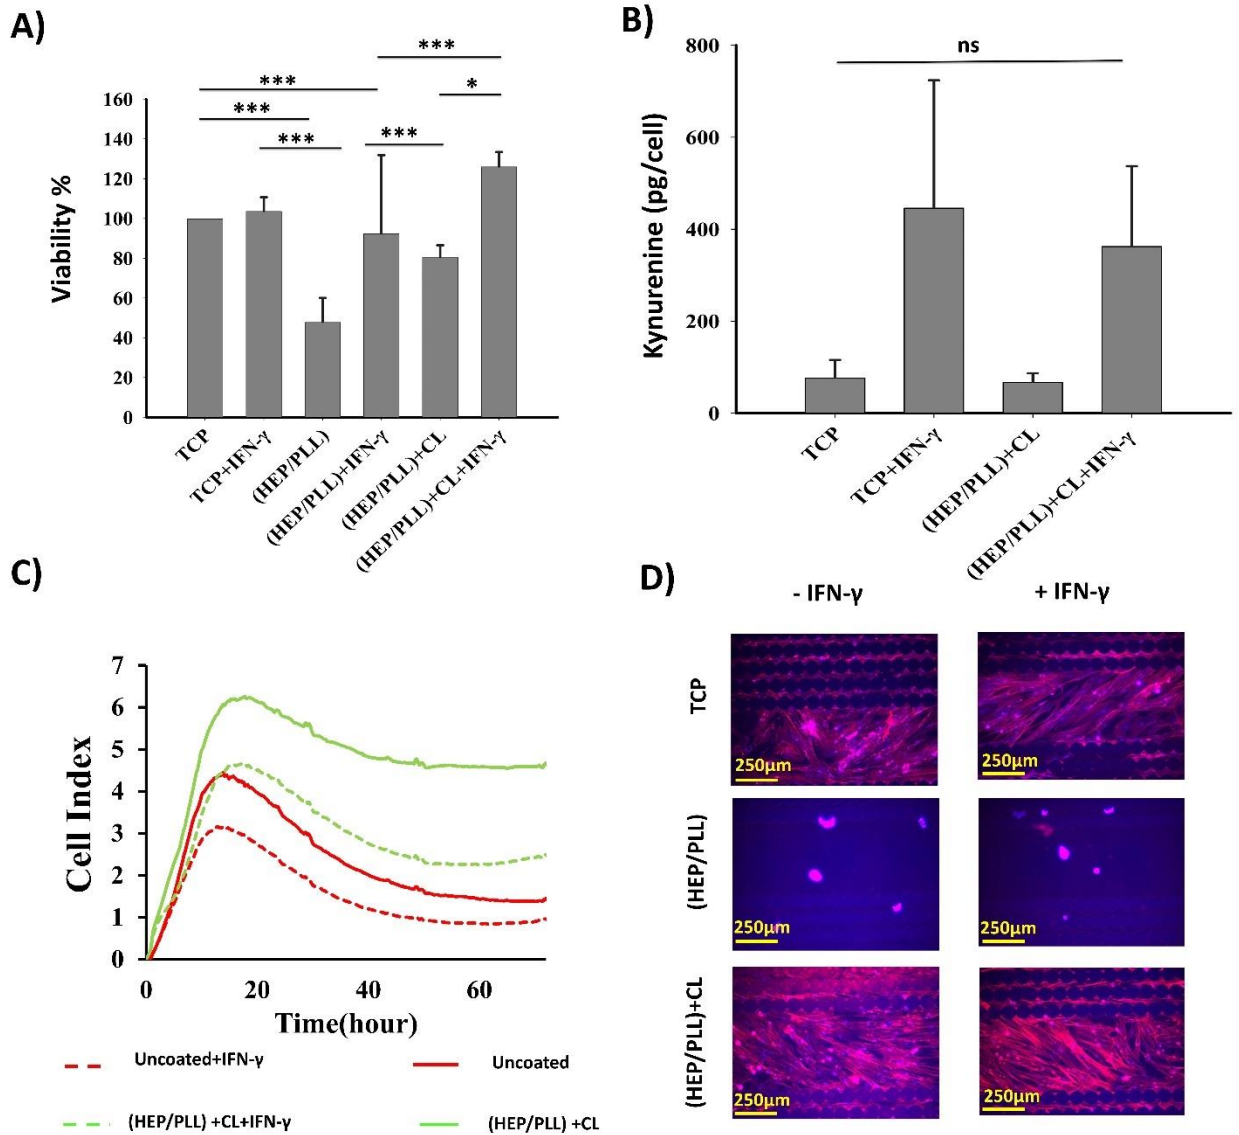 A)
***
***
*
***
***
***
160
140
120
100
80
60
40
20
0
Viability %
TCP
TCP+IFN-γ
(HEP/PLL)
(HEP/PLL)+IFN-γ
(HEP/PLL)+CL
(HEP/PLL)+CL+IFN-γ
B)
ns
800
600
400
200
0
Kynurenine (pg/cell)
TCP
TCP+IFN-γ
(HEP/PLL)+CL
(HEP/PLL)+CL+IFN-γ
C)
7
6
5
4
3
2
1
0
Cell Index
0 20 40 60
Time(hour)
Uncoated+IFN-γ
Uncoated
(HEP/PLL) +CL+IFN-γ
(HEP/PLL) +CL
D)
- IFN-γ
+ IFN-γ
TCP
250μm
250μm
(HEP/PLL)
250μm
250μm
(HEP/PLL)+CL
250μm
250μm